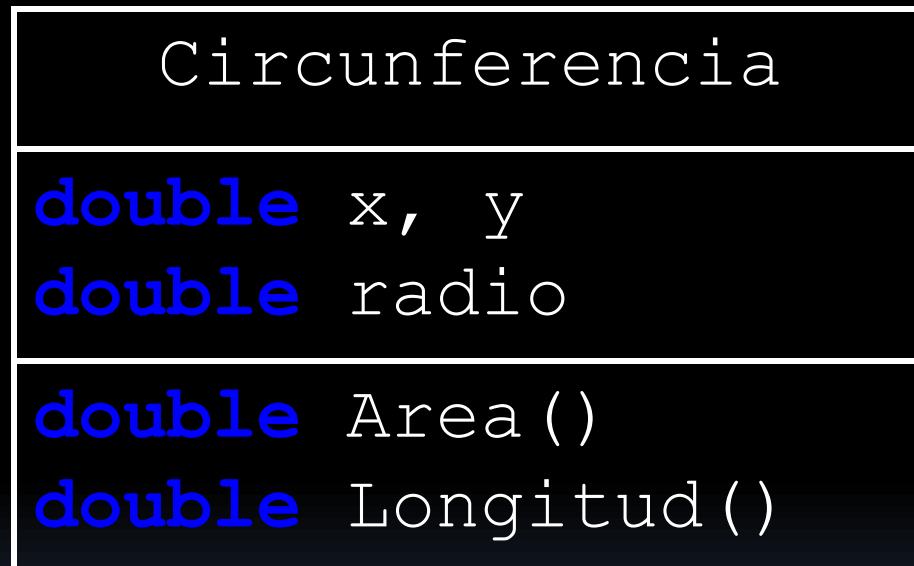 Circunferencia
double x, y
double radio
double Area()
double Longitud()